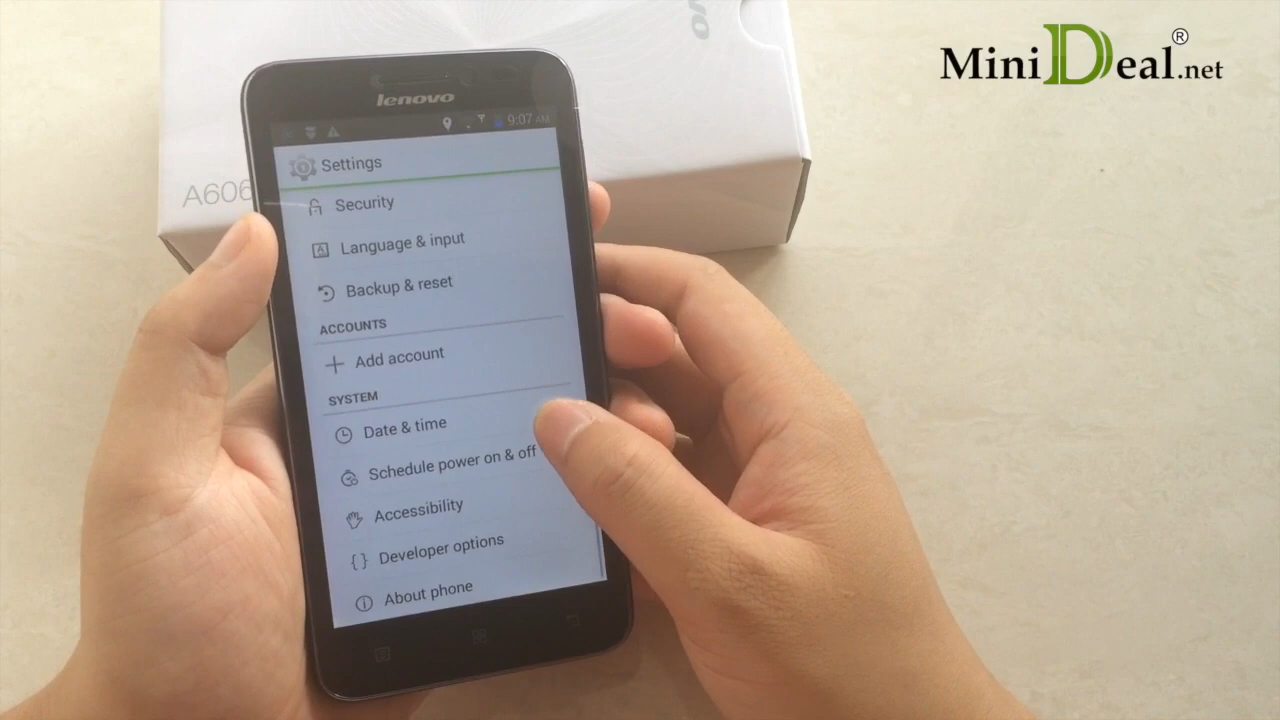 MiniDeal.net
®
A606
lenovo
9:07 AM
Settings
Security
Language & input
Backup & reset
ACCOUNTS
Add account
SYSTEM
Date & time
Schedule power on & off
Accessibility
Developer options
About phone